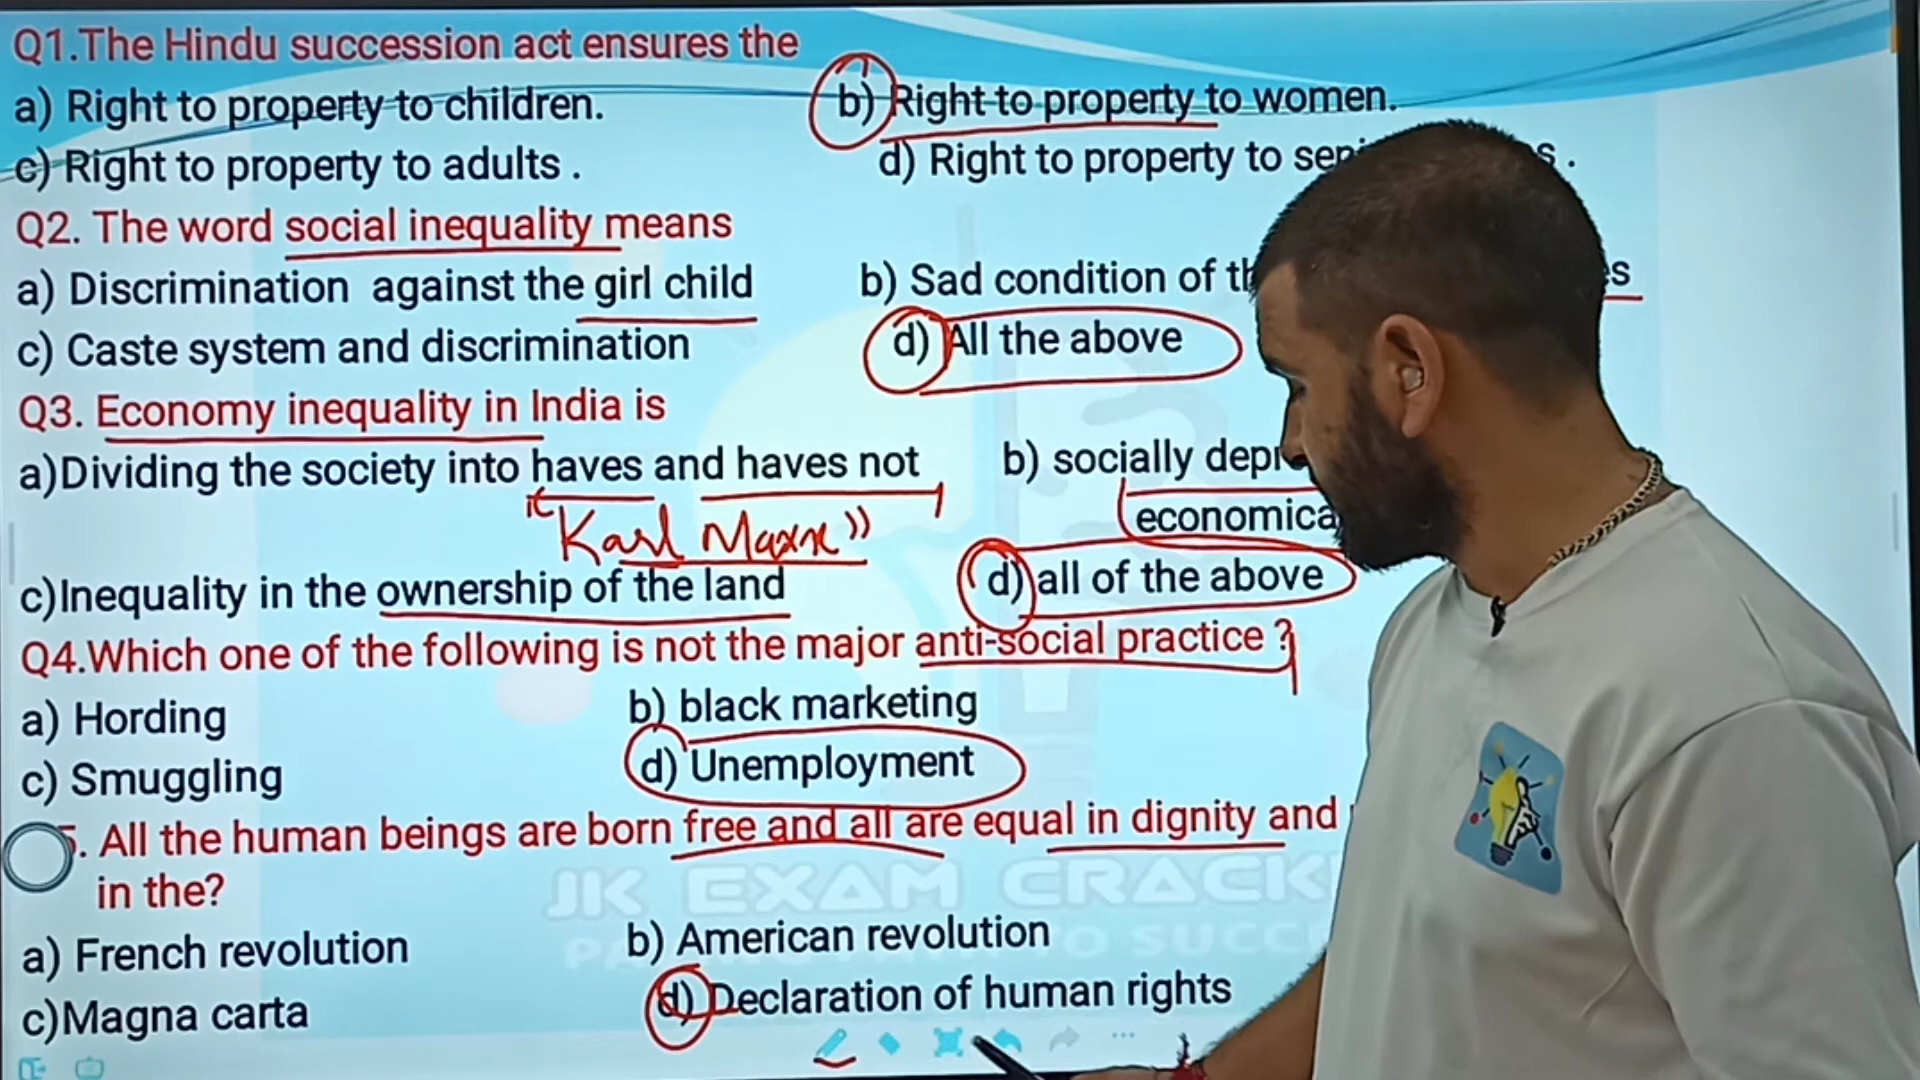 Q1.The Hindu succession act ensures the
a) Right to property to children.
b) Right to property to women.
c) Right to property to adults .
d) Right to property to
Q2. The word social inequality means
a) Discrimination against the girl child
b) Sad condition of
c) Caste system and discrimination
d) All the above
Q3. Economy inequality in India is
a)Dividing the society into haves and haves not
b) socially
economica
"Karl Marx"
c)Inequality in the ownership of the land
d) all of the above
Q4.Which one of the following is not the major anti-social practice ?
a) Hording
b) black marketing
c) Smuggling
d) Unemployment
5. All the human beings are born free and all are equal in dignity and
in the?
JK EXAM CRACK
a) French revolution
b) American revolution
TO SUCC
c)Magna carta
d) Declaration of human rights